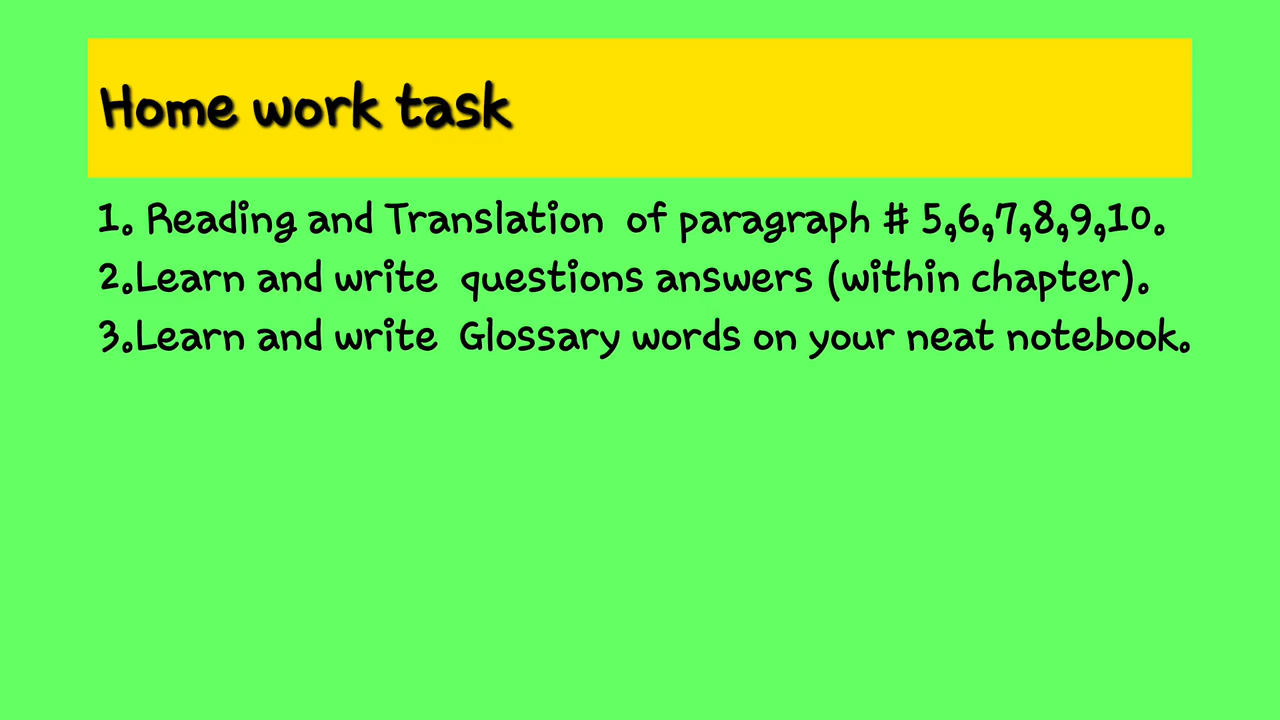 Home work task
1. Reading and Translation of paragraph # 5,6,7,8,9,10.
2.Learn and write questions answers (within chapter).
3.Learn and write Glossary words on your neat notebook.